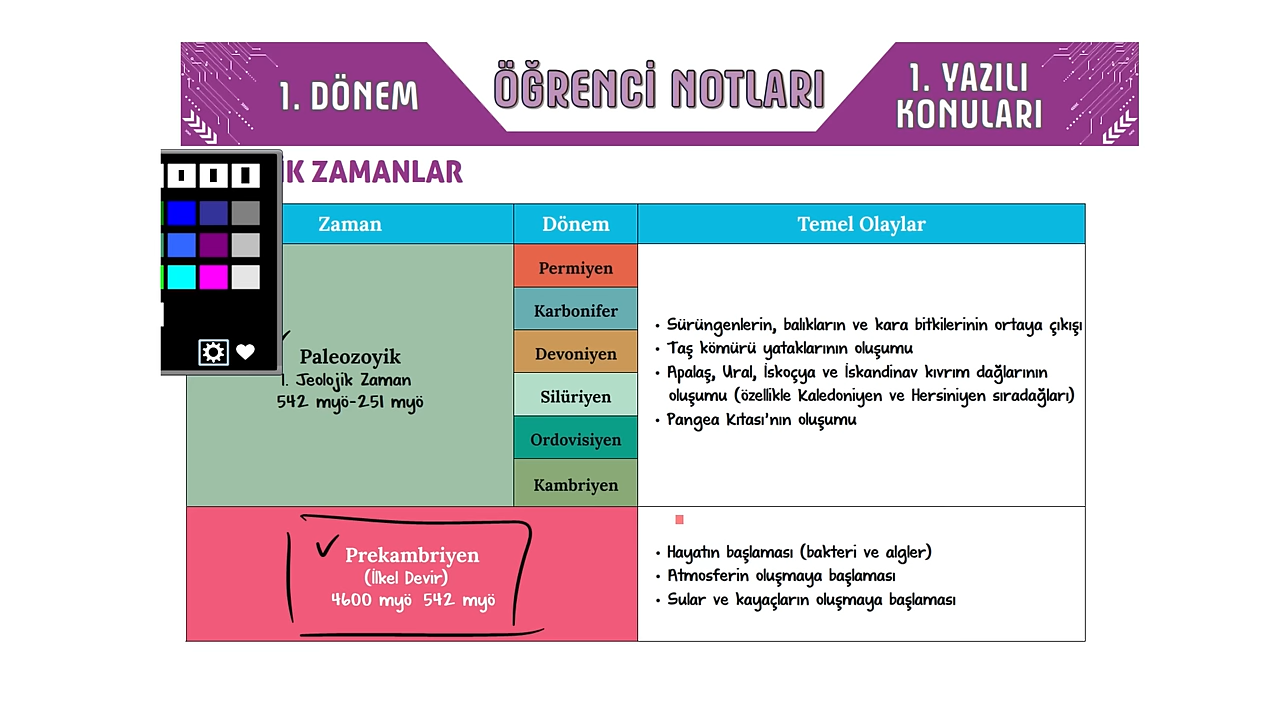 1. DÖNEM
ÖĞRENCİ NOTLARI
1. YAZILI
KONULARI
İK ZAMANLAR
Zaman
Dönem
Temel Olaylar
Paleozoyik
1. Jeolojik Zaman
542 myö-251 myö
Permiyen
Karbonifer
Devoniyen
Silüriyen
Ordovisiyen
Kambriyen
• Sürüngenlerin, balıkların ve kara bitkilerinin ortaya çıkışı
• Taş kömürü yataklarının oluşumu
• Apalaş, Ural, İskoçya ve İskandinav kıvrım dağlarının
oluşumu (özellikle Kaledoniyen ve Hersiniyen sıradağları)
• Pangea Kıtası'nın oluşumu
Prekambriyen
(İlkel Devir)
4600 myö 542 myö
• Hayatın başlaması (bakteri ve algler)
• Atmosferin oluşmaya başlaması
• Sular ve kayaçların oluşmaya başlaması